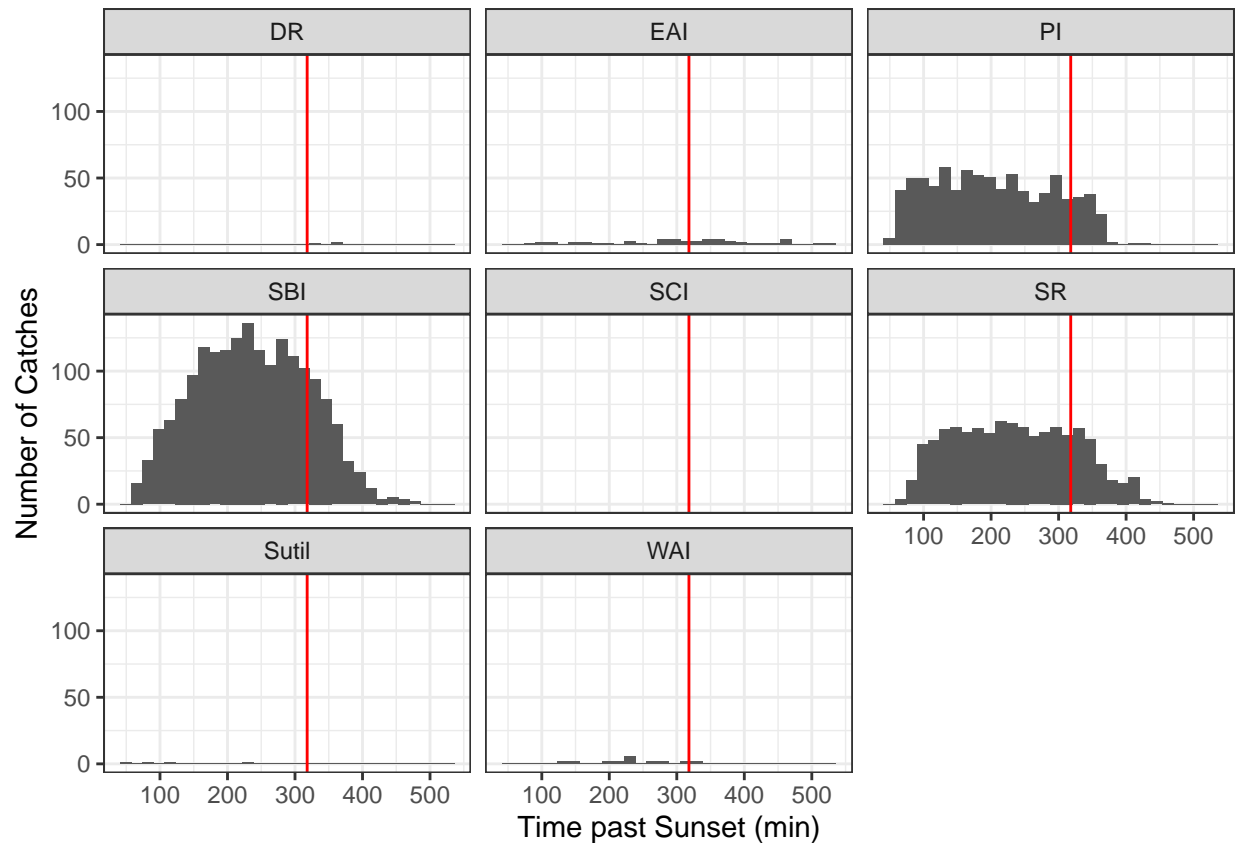 DR EAI PI
100
50
0
SBI SCI SR
100
50
0
100 200 300 400 500
Sutil WAI
100
50
0
100 200 300 400 500 100 200 300 400 500
Time past Sunset (min)
Number of Catches